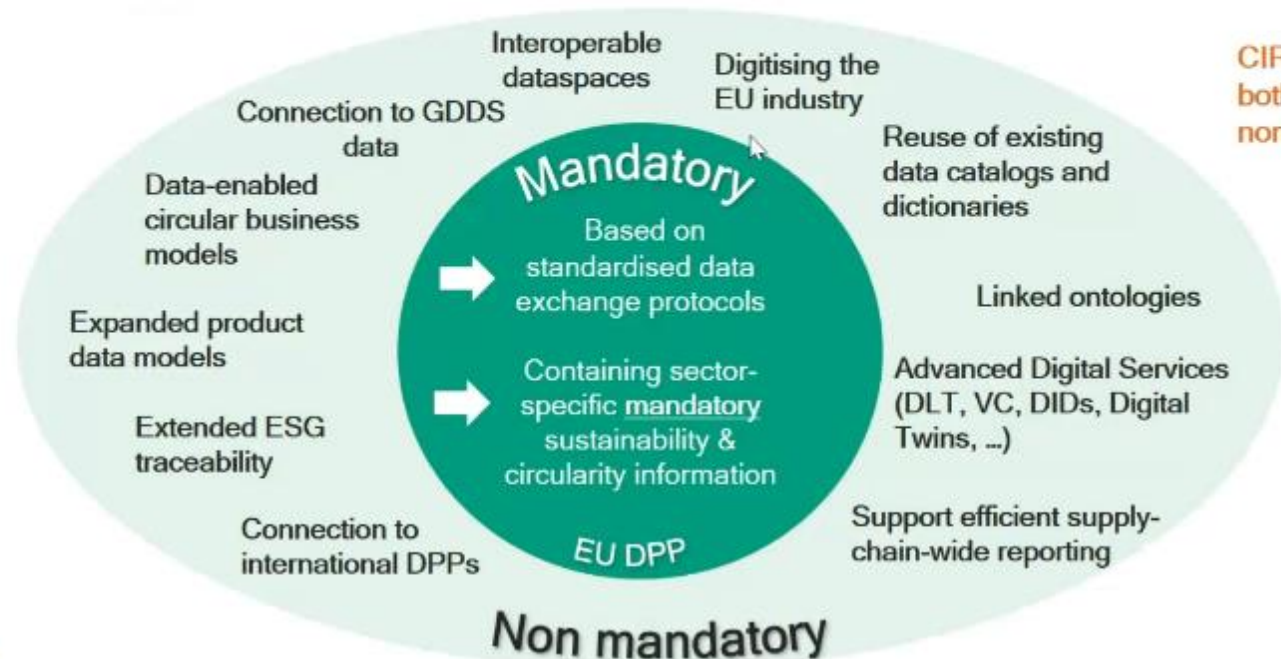 Interoperable
dataspaces
Digitising the
EU industry
Connection to GDDS
data
Reuse of existing
data catalogs and
dictionaries
Data-enabled
circular business
models
Linked ontologies
Expanded product
data models
Advanced Digital Services
(DLT, VC, DIDs, Digital
Twins, ...)
Extended ESG
traceability
Support efficient supply-
chain-wide reporting
Connection to
international DPPs
Mandatory
Based on
standardised data
exchange protocols
Containing sector-
specific mandatory
sustainability &
circularity information
EU DPP
Non mandatory